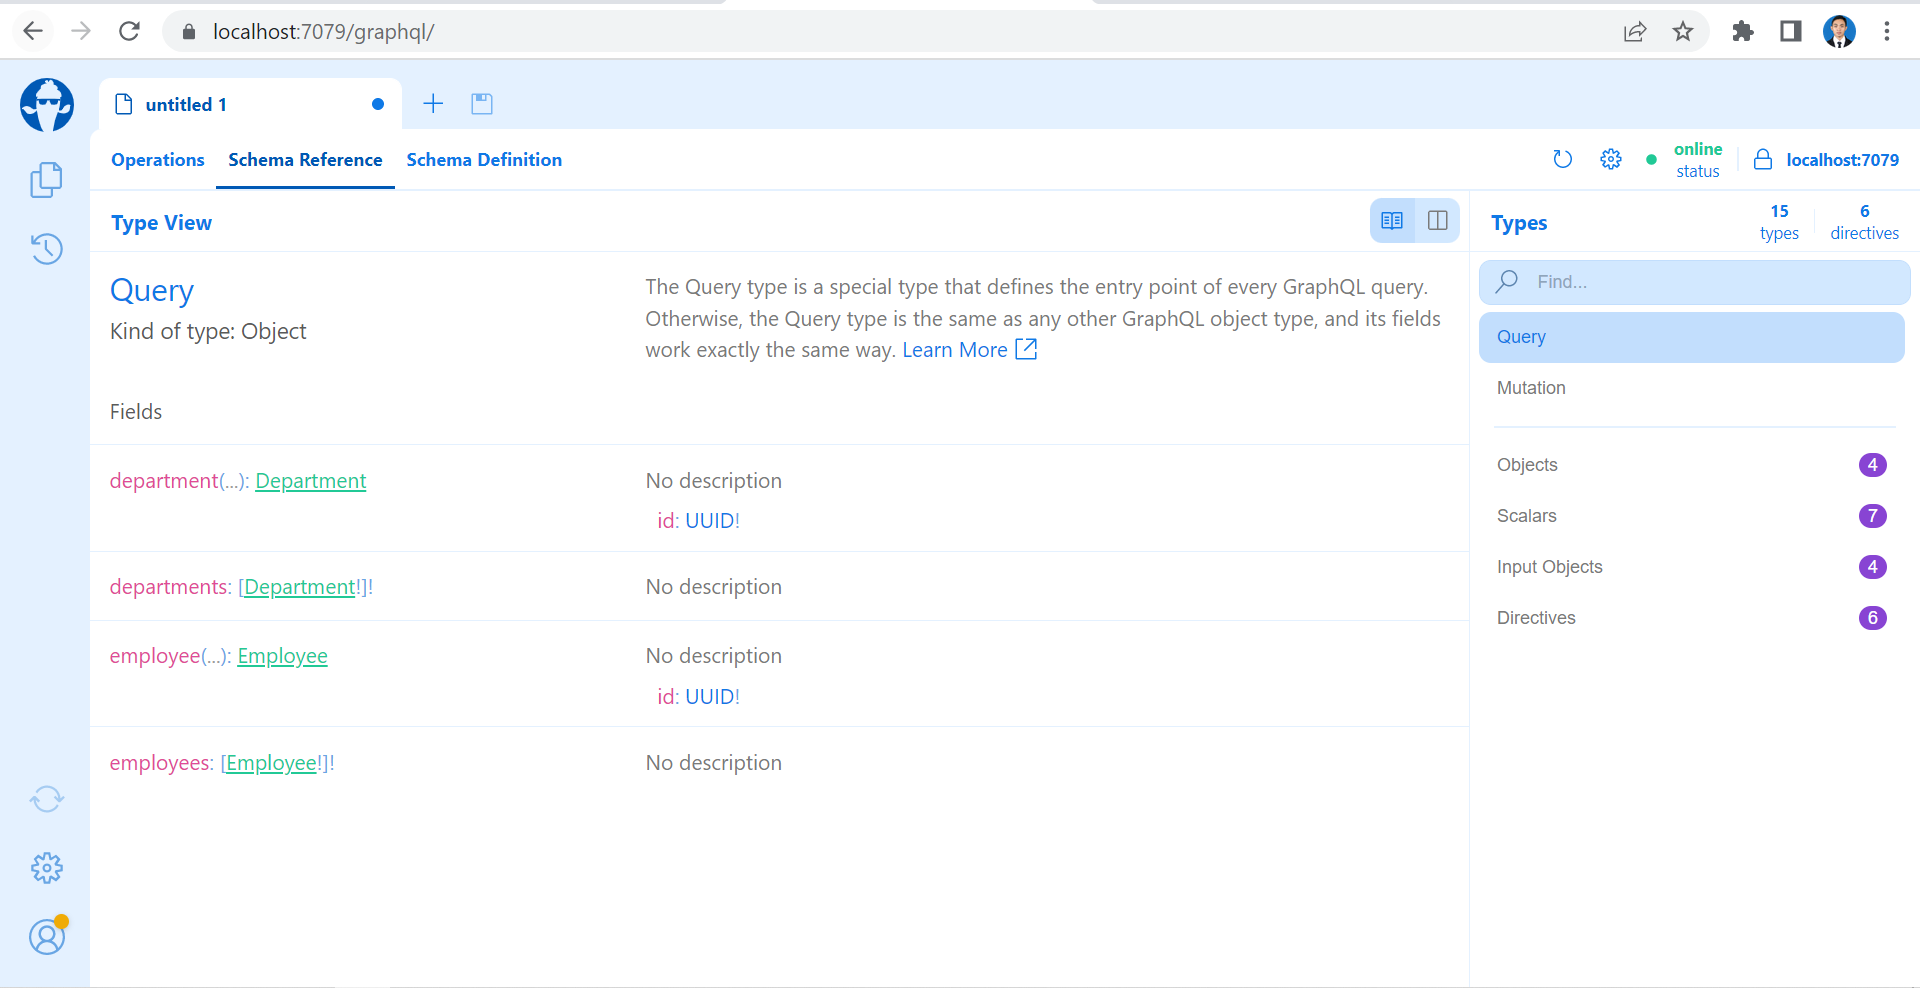 localhost:7079/graphql/
untitled 1
Operations Schema Reference Schema Definition
online
status
localhost:7079
Type View
Types
15
types
6
directives
Query
Kind of type: Object
The Query type is a special type that defines the entry point of every GraphQL query.
Otherwise, the Query type is the same as any other GraphQL object type, and its fields
work exactly the same way. Learn More
Fields
department(...): Department
No description
id: UUID!
departments: [Department!]!
No description
employee(...): Employee
No description
id: UUID!
employees: [Employee!]!
No description
Find...
Query
Mutation
Objects 4
Scalars 7
Input Objects 4
Directives 6